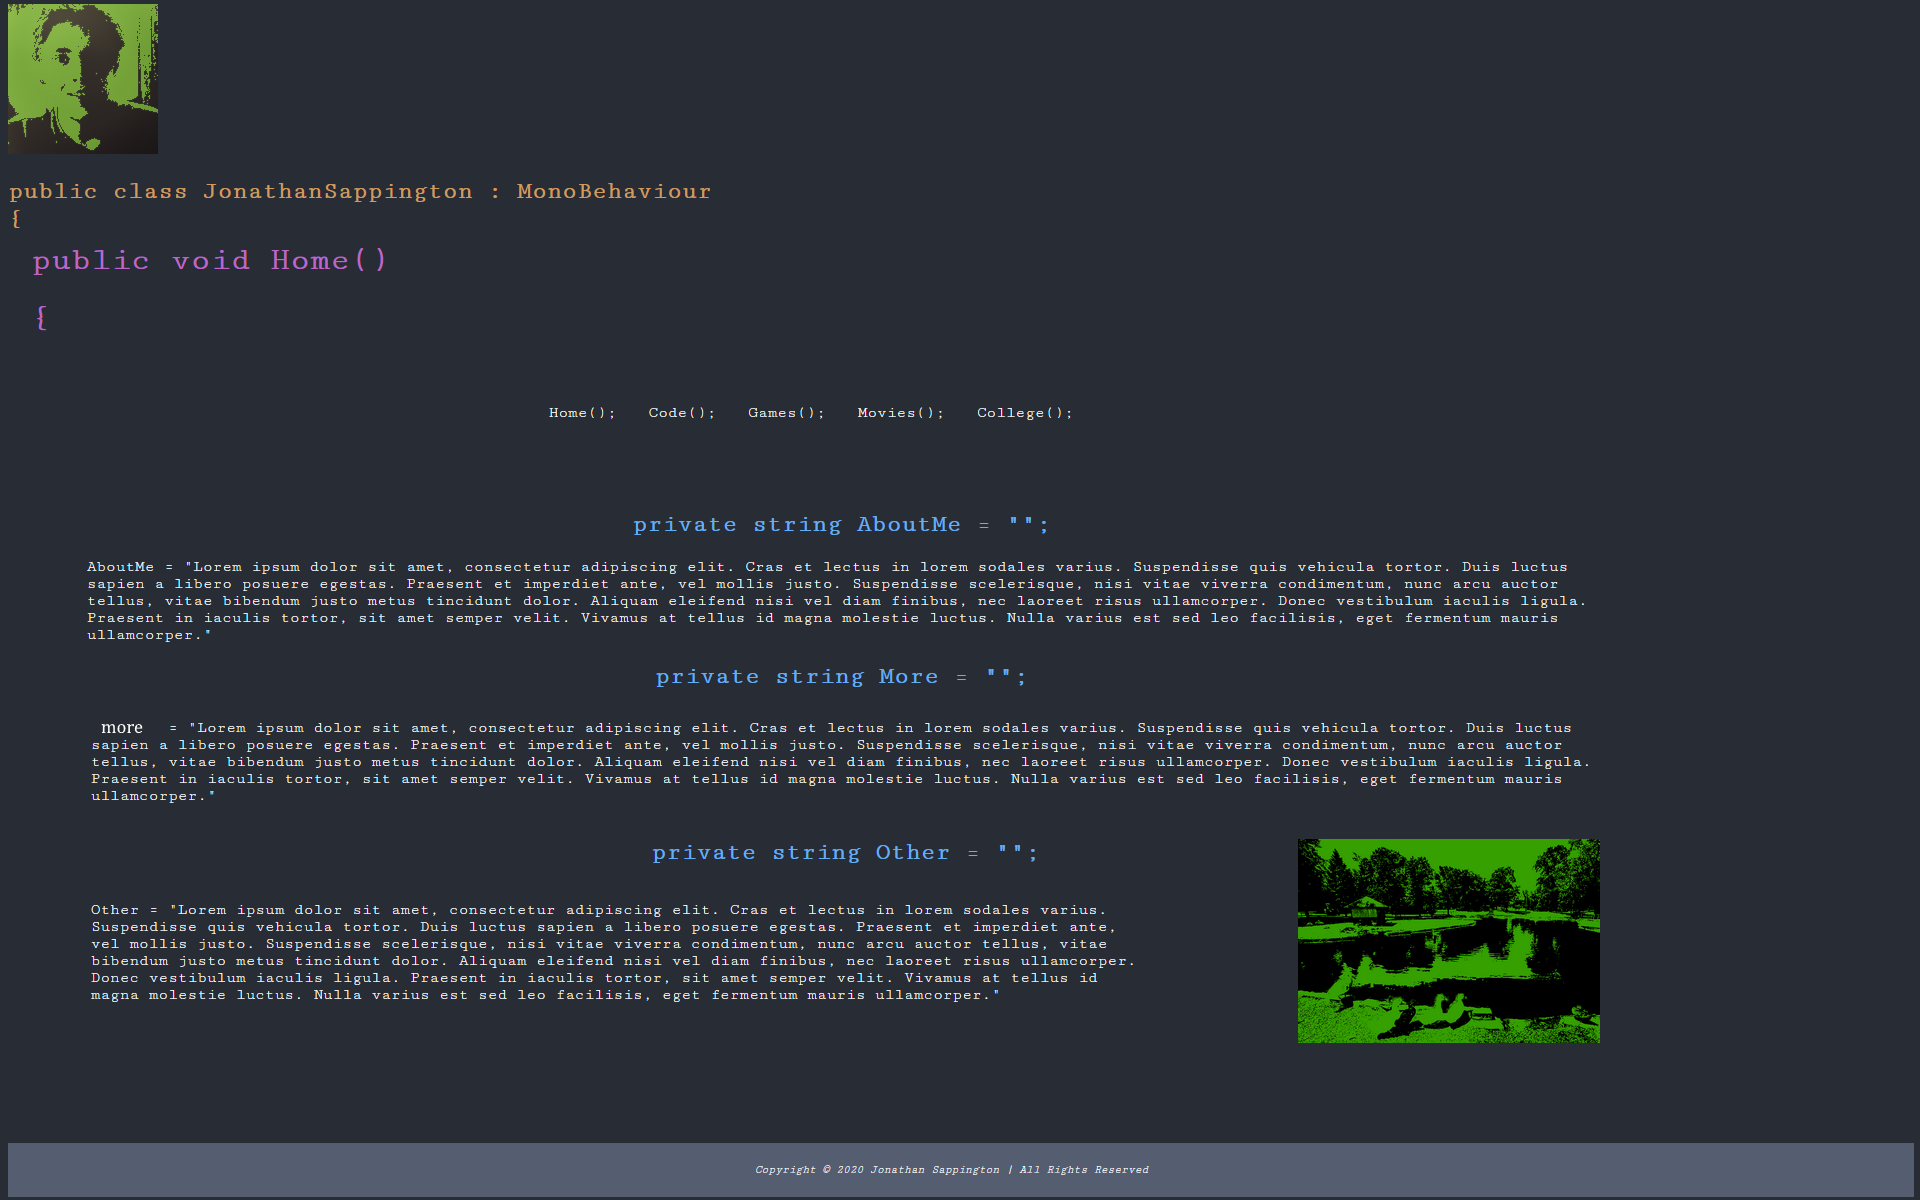 public class JonathanSappington : MonoBehaviour
{
public void Home()
{
Home(); Code(); Games(); Movies(); College();
private string AboutMe = "";
AboutMe = "Lorem ipsum dolor sit amet, consectetur adipiscing elit. Cras et lectus in lorem sodales varius. Suspendisse quis vehicula tortor. Duis luctus
sapien a libero posuere egestas. Praesent et imperdiet ante, vel mollis justo. Suspendisse scelerisque, nisi vitae viverra condimentum, nunc arcu auctor
tellus, vitae bibendum justo metus tincidunt dolor. Aliquam eleifend nisi vel diam finibus, nec laoreet risus ullamcorper. Donec vestibulum iaculis ligula.
Praesent in iaculis tortor, sit amet semper velit. Vivamus at tellus id magna molestie luctus. Nulla varius est sed leo facilisis, eget fermentum mauris
ullamcorper."
private string More = "";
more = "Lorem ipsum dolor sit amet, consectetur adipiscing elit. Cras et lectus in lorem sodales varius. Suspendisse quis vehicula tortor. Duis luctus
sapien a libero posuere egestas. Praesent et imperdiet ante, vel mollis justo. Suspendisse scelerisque, nisi vitae viverra condimentum, nunc arcu auctor
tellus, vitae bibendum justo metus tincidunt dolor. Aliquam eleifend nisi vel diam finibus, nec laoreet risus ullamcorper. Donec vestibulum iaculis ligula.
Praesent in iaculis tortor, sit amet semper velit. Vivamus at tellus id magna molestie luctus. Nulla varius est sed leo facilisis, eget fermentum mauris
ullamcorper."
private string Other = "";
Other = "Lorem ipsum dolor sit amet, consectetur adipiscing elit. Cras et lectus in lorem sodales varius.
Suspendisse quis vehicula tortor. Duis luctus sapien a libero posuere egestas. Praesent et imperdiet ante,
vel mollis justo. Suspendisse scelerisque, nisi vitae viverra condimentum, nunc arcu auctor tellus, vitae
bibendum justo metus tincidunt dolor. Aliquam eleifend nisi vel diam finibus, nec laoreet risus ullamcorper.
Donec vestibulum iaculis ligula. Praesent in iaculis tortor, sit amet semper velit. Vivamus at tellus id
magna molestie luctus. Nulla varius est sed leo facilisis, eget fermentum mauris ullamcorper."
Copyright © 2020 Jonathan Sappington | All Rights Reserved